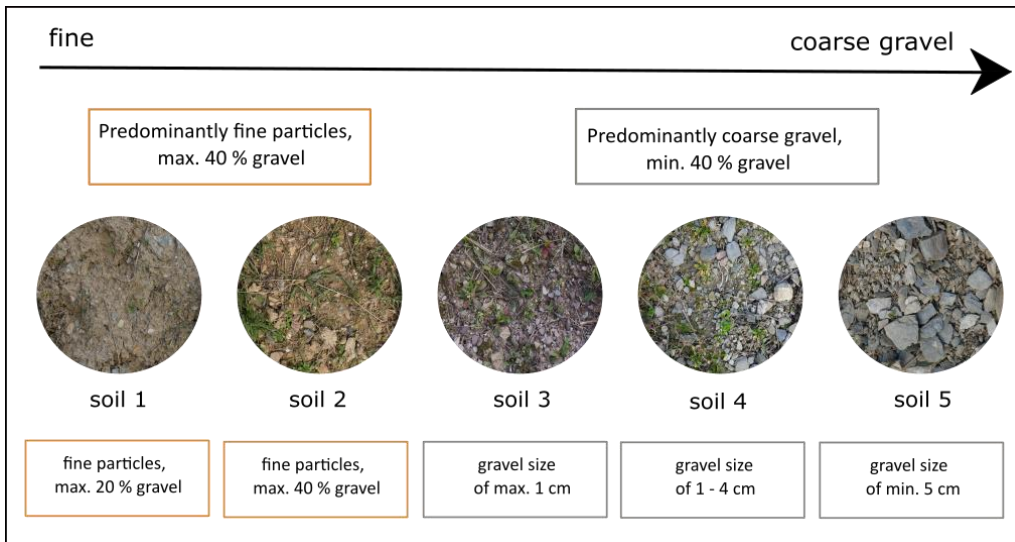 fine
coarse gravel
Predominantly fine particles,
max. 40 % gravel
Predominantly coarse gravel,
min. 40 % gravel
soil 1
soil 2
soil 3
soil 4
soil 5
fine particles,
max. 20 % gravel
fine particles,
max. 40 % gravel
gravel size
of max. 1 cm
gravel size
of 1 - 4 cm
gravel size
of min. 5 cm